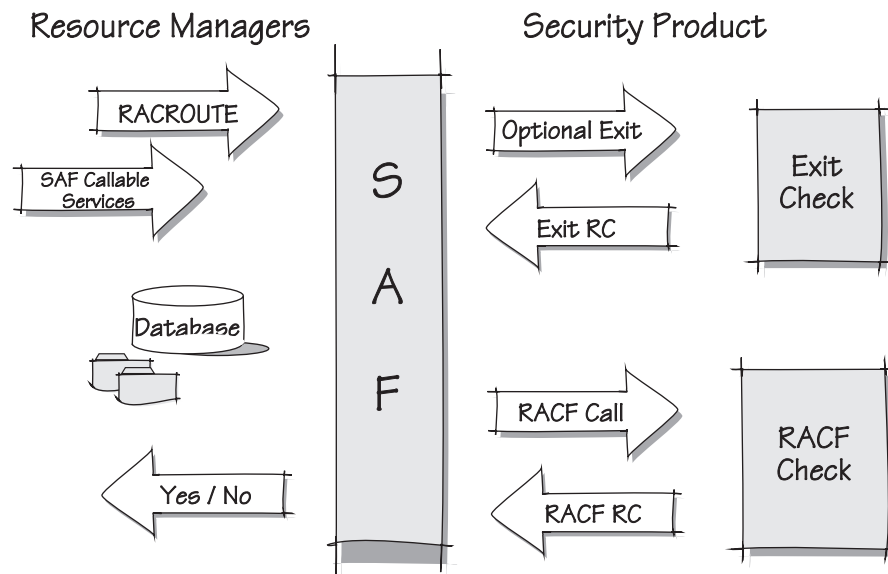 Resource Managers
Security Product
RACROUTE
SAF Callable
Services
Database
Yes / No
S
A
F
Optional Exit
Exit RC
Exit
Check
RACF Call
RACF RC
RACF
Check